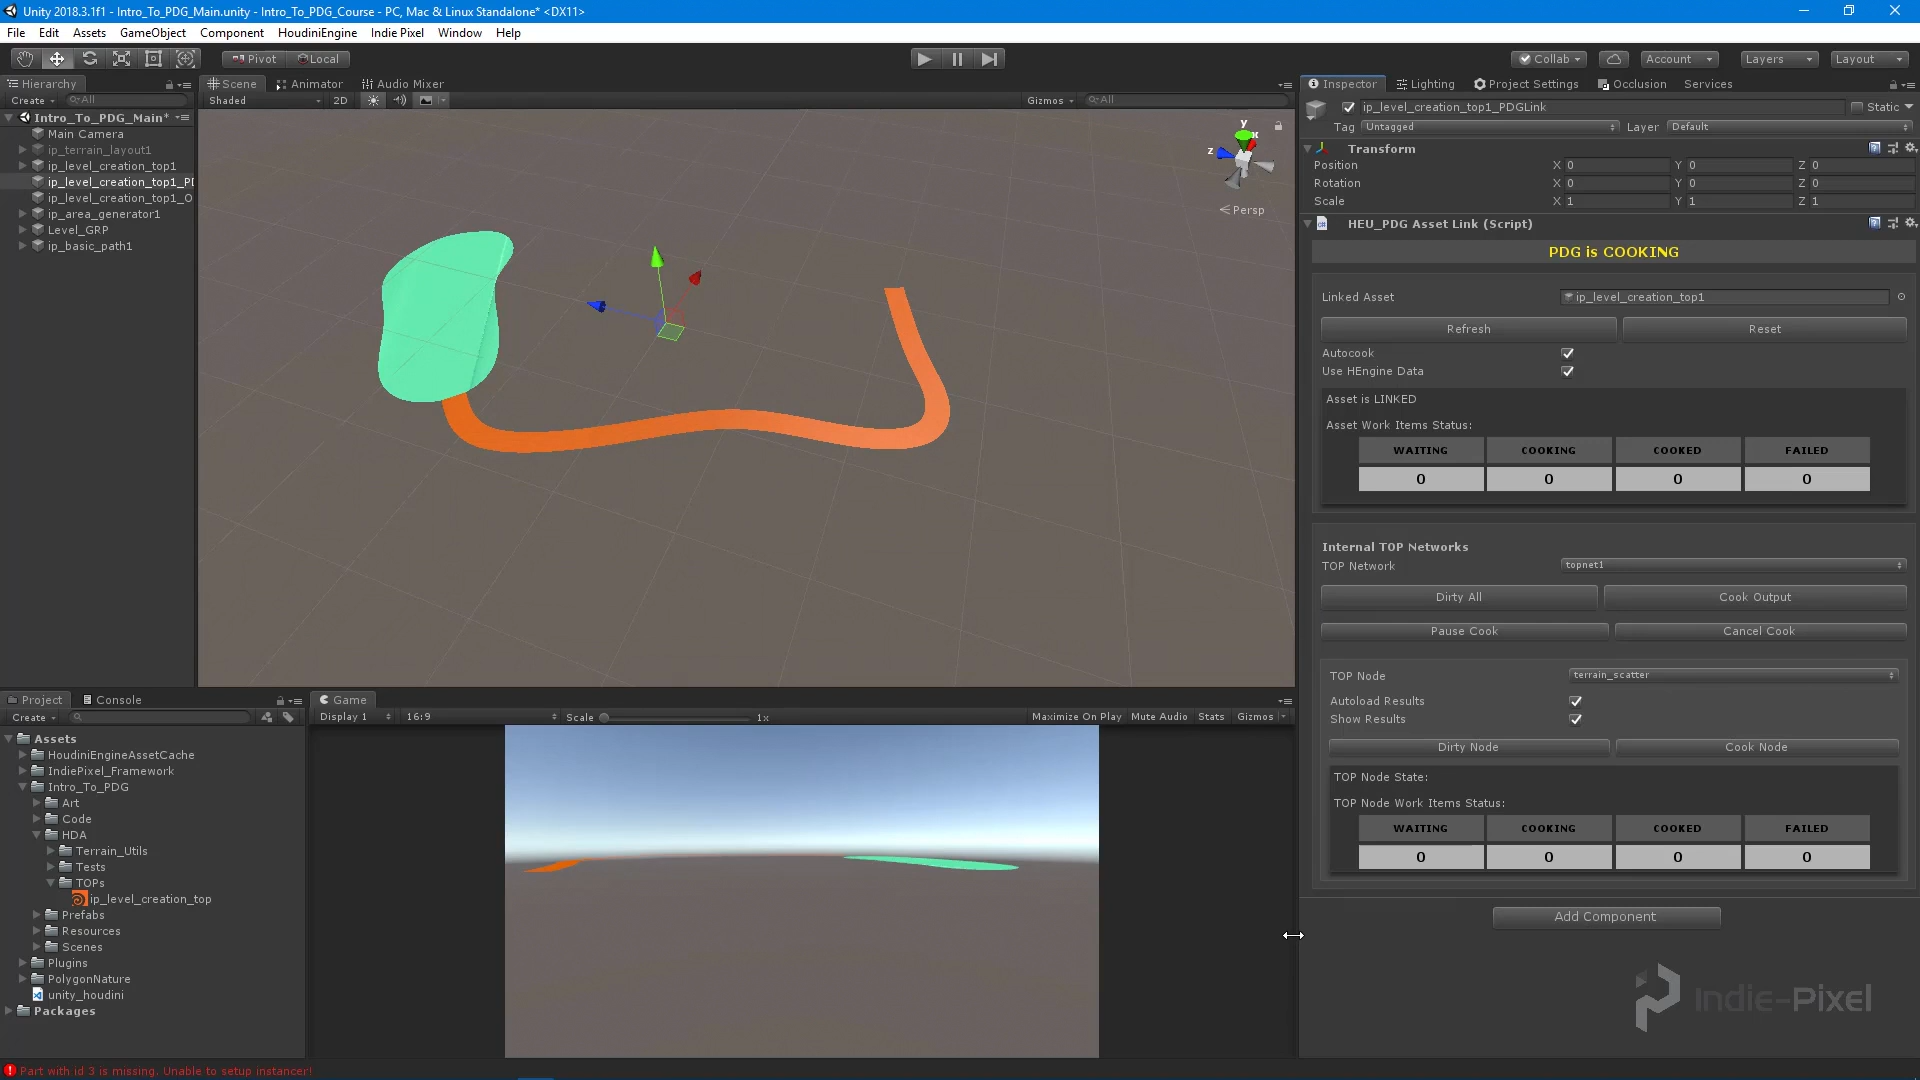 Unity 2018.3.1f1 - Intro_To_PDG_Main.unity - Intro_To_PDG_Course - PC, Mac & Linux Standalone* <DX11>
File Edit Assets GameObject Component HoudiniEngine Indie Pixel Window Help
Pivot Local Collab Account Layers Layout
Hierarchy
Create All
Intro_To_PDG_Main*
Main Camera
ip_terrain_layout1
ip_level_creation_top1
ip_level_creation_top1_PD
ip_level_creation_top1_O
ip_area_generator1
Level_GRP
ip_basic_path1
Scene Animator Audio Mixer
Shaded 2D Gizmos All
y
x
z
Persp
Inspector Lighting Project Settings Occlusion Services
ip_level_creation_top1_PDGLink Static
Tag Untagged Layer Default
Transform
Position X 0 Y 0 Z 0
Rotation X 0 Y 0 Z 0
Scale X 1 Y 1 Z 1
HEU_PDG Asset Link (Script)
PDG is COOKING
Linked Asset ip_level_creation_top1
Refresh Reset
Autocook
Use HEngine Data
Asset is LINKED
Asset Work Items Status:
WAITING COOKING COOKED FAILED
0 0 0 0
Internal TOP Networks
TOP Network topnet1
Dirty All Cook Output
Pause Cook Cancel Cook
TOP Node terrain_scatter
Autoload Results
Show Results
Dirty Node Cook Node
TOP Node State:
TOP Node Work Items Status:
WAITING COOKING COOKED FAILED
0 0 0 0
Add Component
Indie-Pixel
Project Console
Create
Assets
HoudiniEngineAssetCache
IndiePixel_Framework
Intro_To_PDG
Art
Code
HDA
Terrain_Utils
Tests
TOPs
ip_level_creation_top
Prefabs
Resources
Scenes
Plugins
PolygonNature
unity_houdini
Packages
Game
Display 1 16:9 Scale 1x Maximize On Play Mute Audio Stats Gizmos
Part with id 3 is missing. Unable to setup instancer!